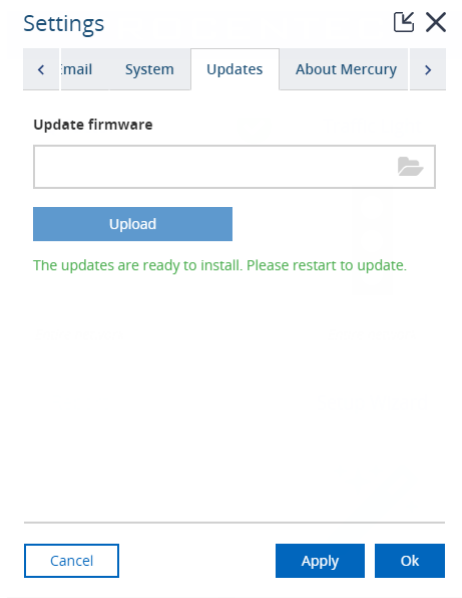 Settings
System Updates About Mercury
Update firmware
Upload
The updates are ready to install. Please restart to update.
Cancel Apply Ok